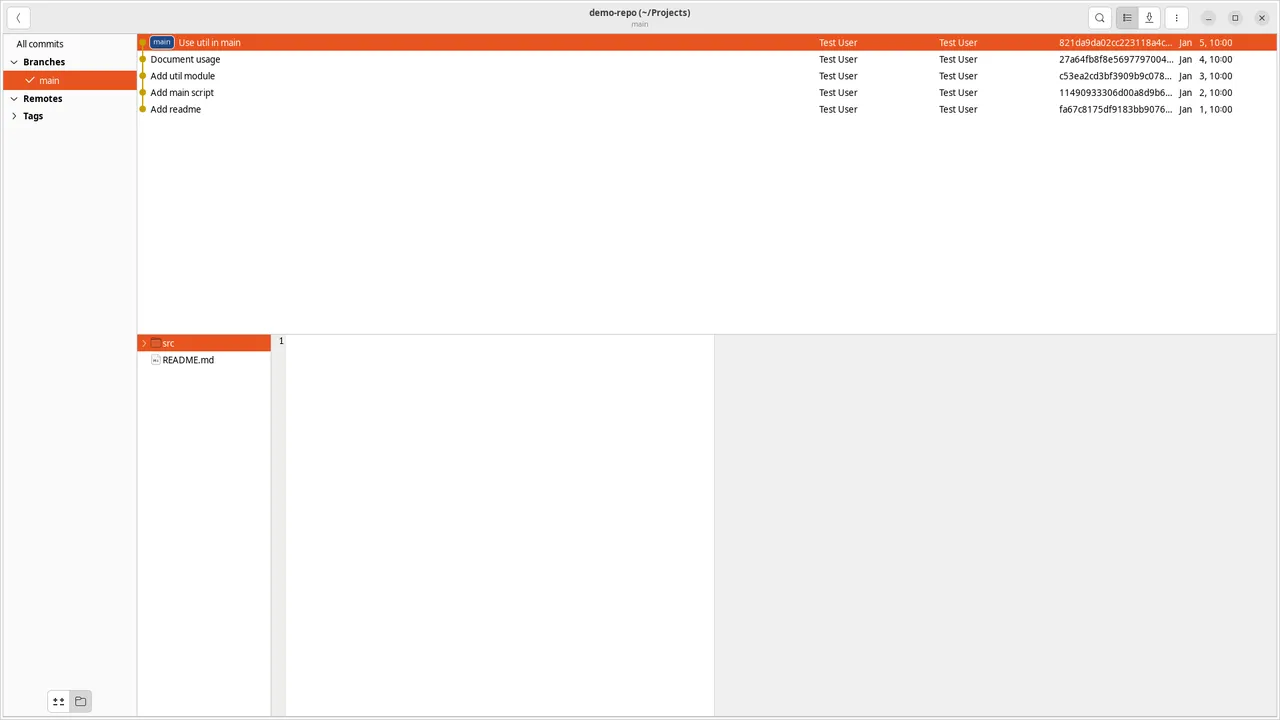 demo-repo (~/Projects)
main
All commits
Branches
main
Remotes
Tags
main Use util in main Test User Test User 821da9da02cc223118a4c... Jan 5, 10:00
Document usage Test User Test User 27a64fb8f8e5697797004... Jan 4, 10:00
Add util module Test User Test User c53ea2cd3bf3909b9c078... Jan 3, 10:00
Add main script Test User Test User 11490933306d00a8d9b6... Jan 2, 10:00
Add readme Test User Test User fa67c8175df9183bb9076... Jan 1, 10:00
src
README.md
1